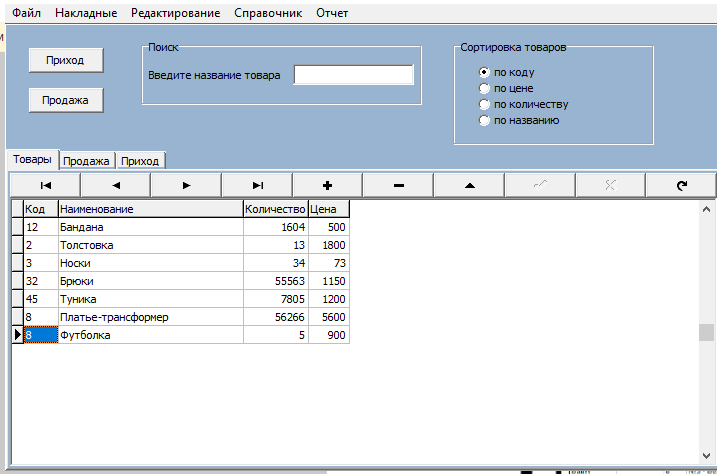 Файл Накладные Редактирование Справочник Отчет
Поиск
Сортировка товаров
Приход
Введите название товара
по коду
по цене
Продажа
по количеству
по названию
Товары Продажа Приход
Код Наименование Количество Цена
12 Бандана 1604 500
2 Толстовка 13 1800
3 Носки 34 73
32 Брюки 55563 1150
45 Туника 7805 1200
8 Платье-трансформер 56266 5600
8 Футболка 5 900